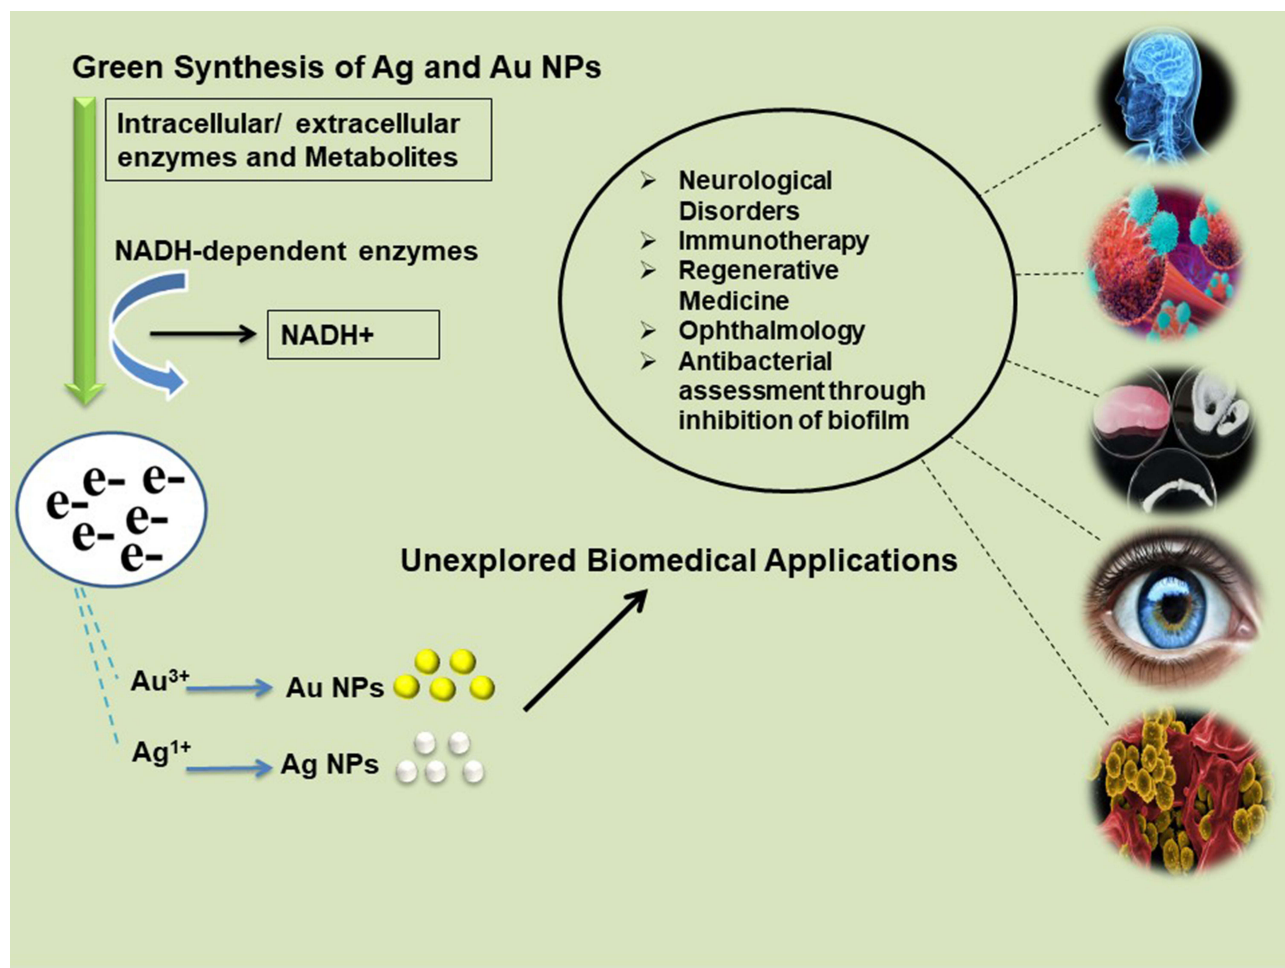 Green Synthesis of Ag and Au NPs
Intracellular/ extracellular
enzymes and Metabolites
NADH-dependent enzymes
NADH+
e-
e-
e-
e-
e-
e-
Au³⁺
Au NPs
Ag¹⁺
Ag NPs
Unexplored Biomedical Applications
➢ Neurological
Disorders
➢ Immunotherapy
➢ Regenerative
Medicine
➢ Ophthalmology
➢ Antibacterial
assessment through
inhibition of biofilm